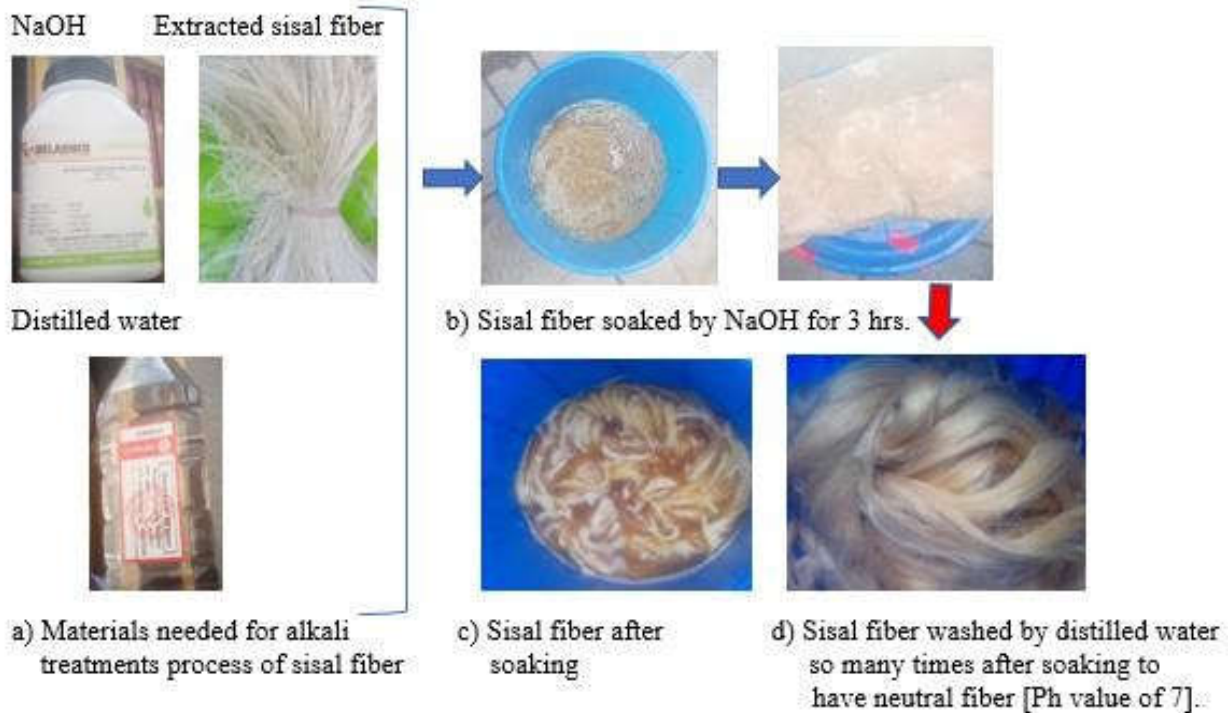 NaOH
Extracted sisal fiber
Distilled water
a) Materials needed for alkali
treatments process of sisal fiber
b) Sisal fiber soaked by NaOH for 3 hrs.
c) Sisal fiber after
soaking
d) Sisal fiber washed by distilled water
so many times after soaking to
have neutral fiber [Ph value of 7].